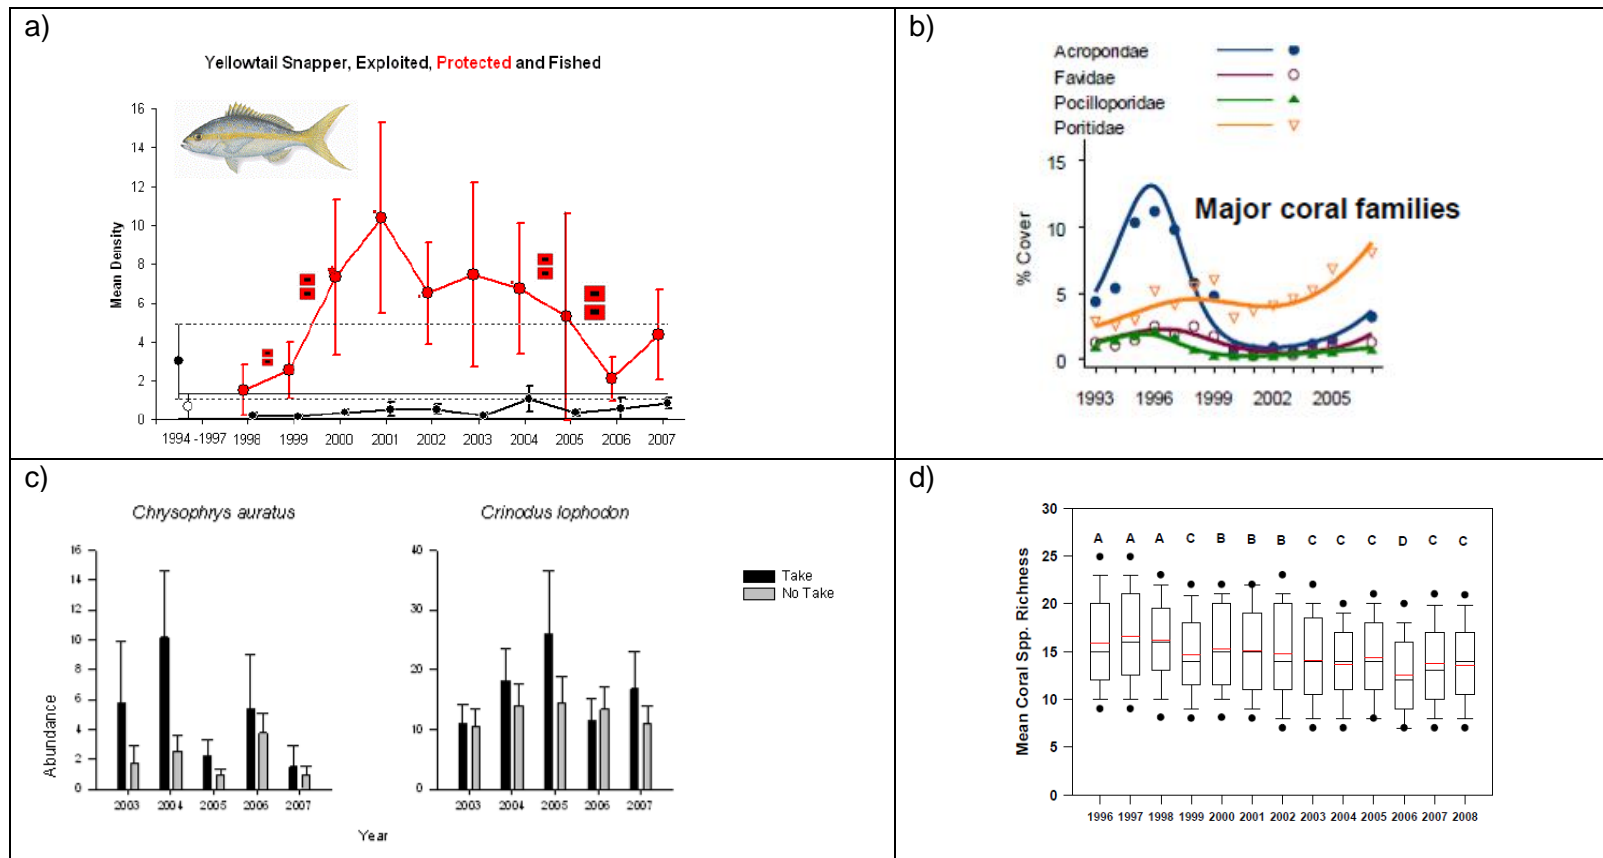 a)
Yellowtail Snapper, Exploited, Protected and Fished
16
14
12
10
8
6
4
2
0
Mean Density
1994 -1997 1998 1999 2000 2001 2002 2003 2004 2005 2006 2007
b)
Acropondae
Favidae
Pocilloporidae
Poritidae
Major coral families
15
10
5
0
% Cover
1993 1996 1999 2002 2005
c)
Chrysophrys auratus
16
14
12
10
8
6
4
2
0
Abundance
2003 2004 2005 2006 2007
Crinodus lophodon
40
30
20
10
0
2003 2004 2005 2006 2007
Take
No Take
Year
d)
30
25
20
15
10
5
0
Mean Coral Spp. Richness
A A A C B B B C C C D C C
1996 1997 1998 1999 2000 2001 2002 2003 2004 2005 2006 2007 2008